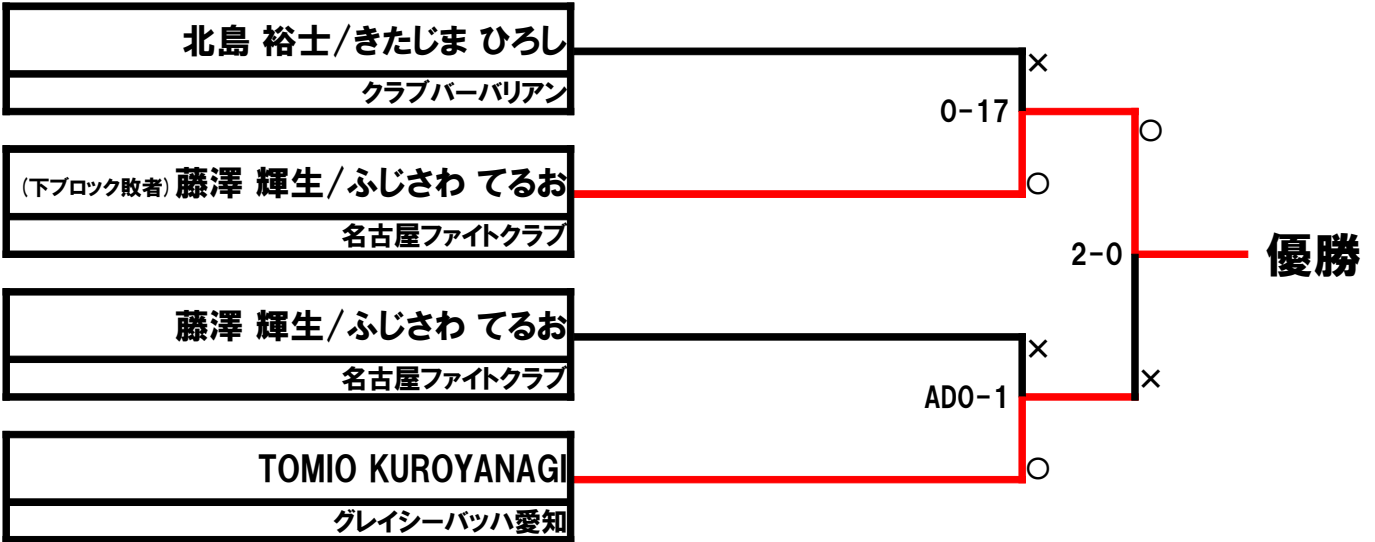 北島 裕士/きたじま ひろし
クラブバーバリアン
×
0-17
○
(下ブロック敗者) 藤澤 輝生/ふじさわ てるお
○
名古屋ファイトクラブ
2-0
優勝
藤澤 輝生/ふじさわ てるお
×
名古屋ファイトクラブ
×
AD0-1
TOMIO KUROYANAGI
○
グレイシーバッハ愛知